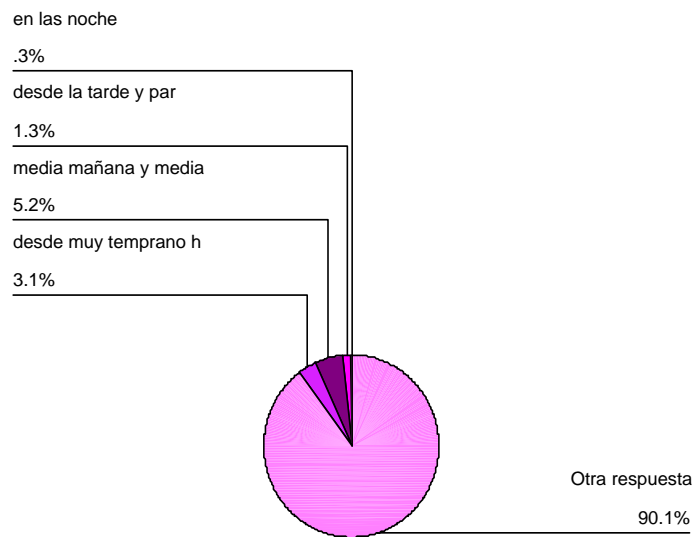 en las noche
.3%
desde la tarde y par
1.3%
media mañana y media
5.2%
desde muy temprano h
3.1%
Otra respuesta
90.1%